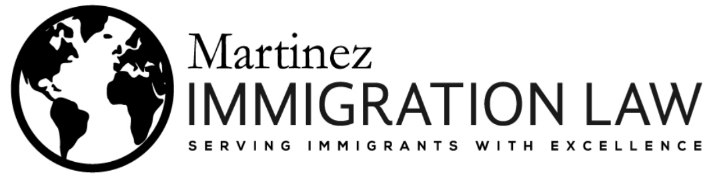 Martinez
IMMIGRATION LAW
SERVING IMMIGRANTS WITH EXCELLENCE